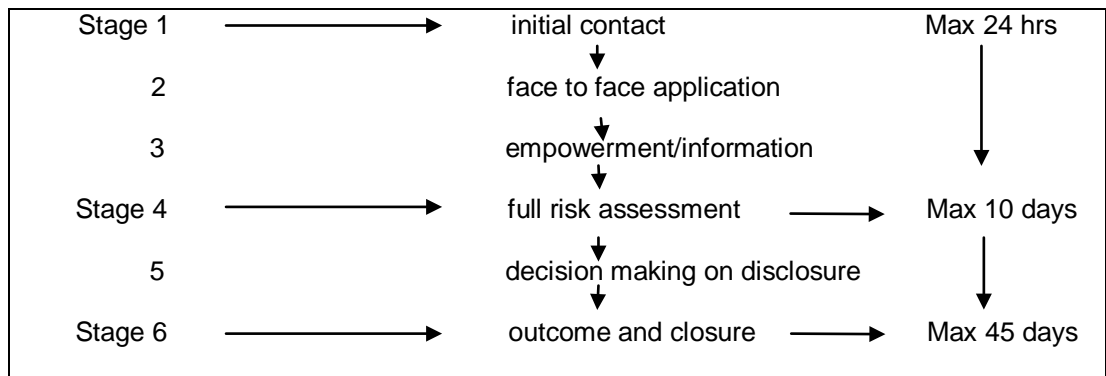 Stage 1 initial contact Max 24 hrs
2 face to face application
3 empowerment/information
Stage 4 full risk assessment Max 10 days
5 decision making on disclosure
Stage 6 outcome and closure Max 45 days